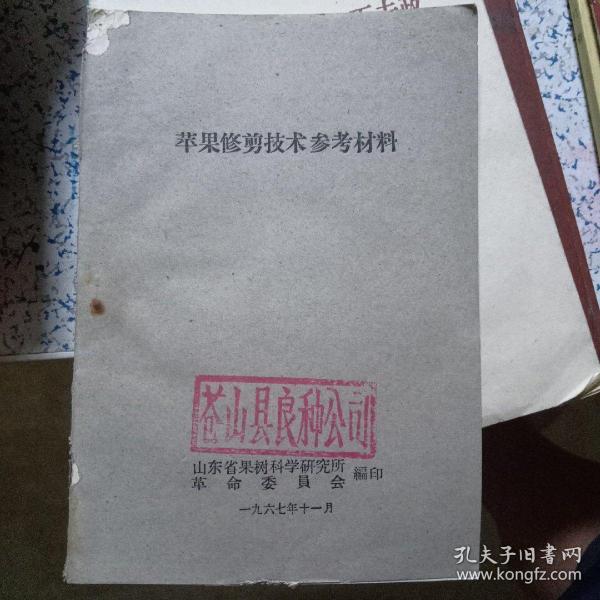 苹果修剪技术参考材料
苍山县良种公司
山东省果树科学研究所
革命委員会
編印
一九六七年十一月
孔夫子旧书网
www.kongfz.com